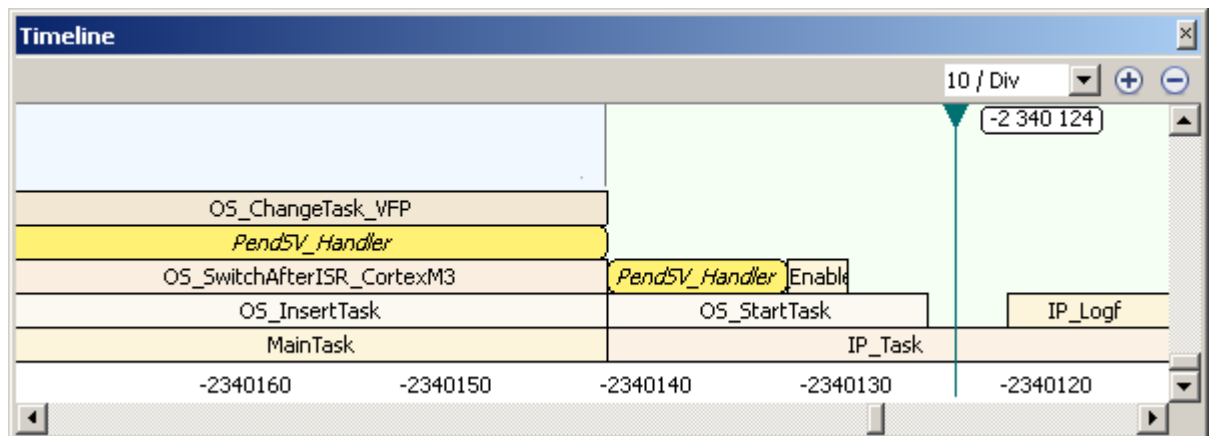 Timeline
10 / Div
-2 340 124
OS_ChangeTask_VFP
PendSV_Handler
OS_SwitchAfterISR_CortexM3 PendSV_Handler Enable
OS_InsertTask OS_StartTask IP_Logf
MainTask IP_Task
-2340160 -2340150 -2340140 -2340130 -2340120